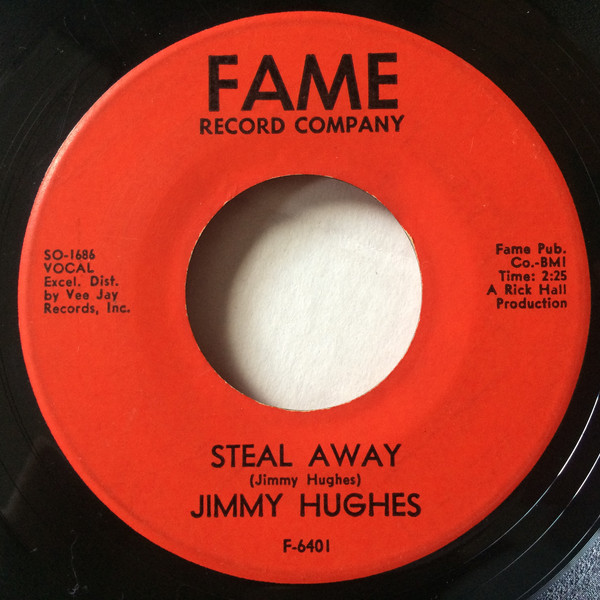 FAME
RECORD COMPANY
SO-1686
VOCAL
Excel. Dist.
by Vee Jay
Records, Inc.
Fame Pub.
Co.-BMI
Time: 2:25
A Rick Hall
Production
STEAL AWAY
(Jimmy Hughes)
JIMMY HUGHES
F-6401